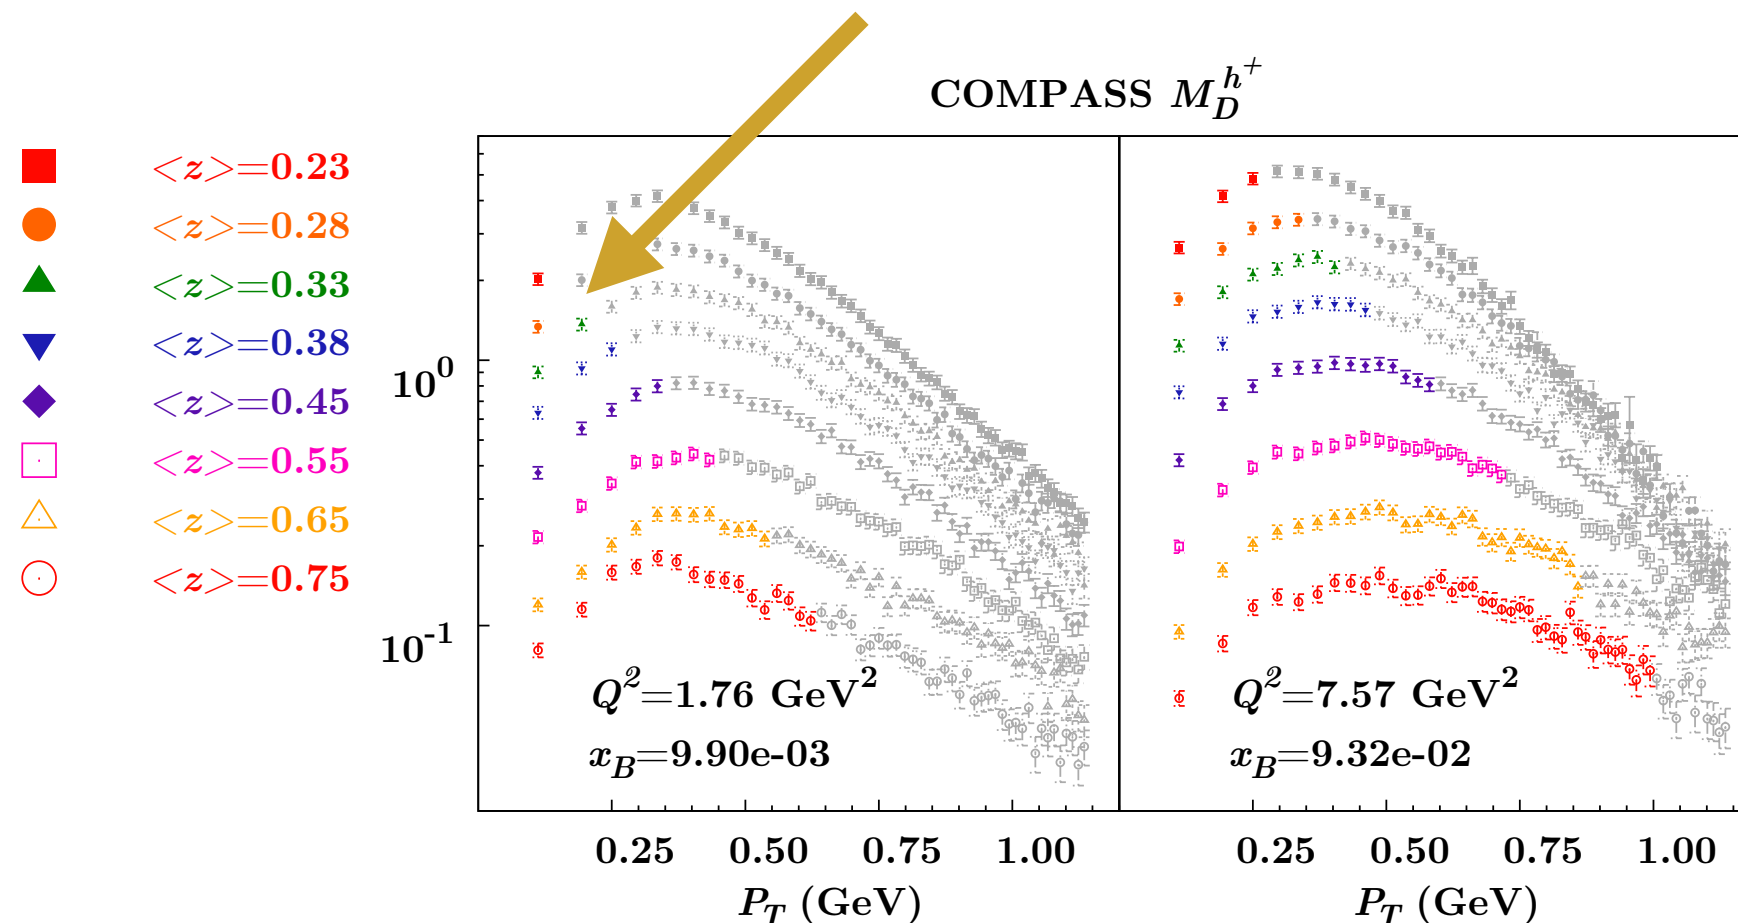 COMPASS M_D^{h^+}
<z>=0.23
<z>=0.28
<z>=0.33
<z>=0.38
<z>=0.45
<z>=0.55
<z>=0.65
<z>=0.75
10^0
10^{-1}
Q^2=1.76 GeV^2
x_B=9.90e-03
Q^2=7.57 GeV^2
x_B=9.32e-02
0.25 0.50 0.75 1.00
0.25 0.50 0.75 1.00
P_T (GeV)
P_T (GeV)